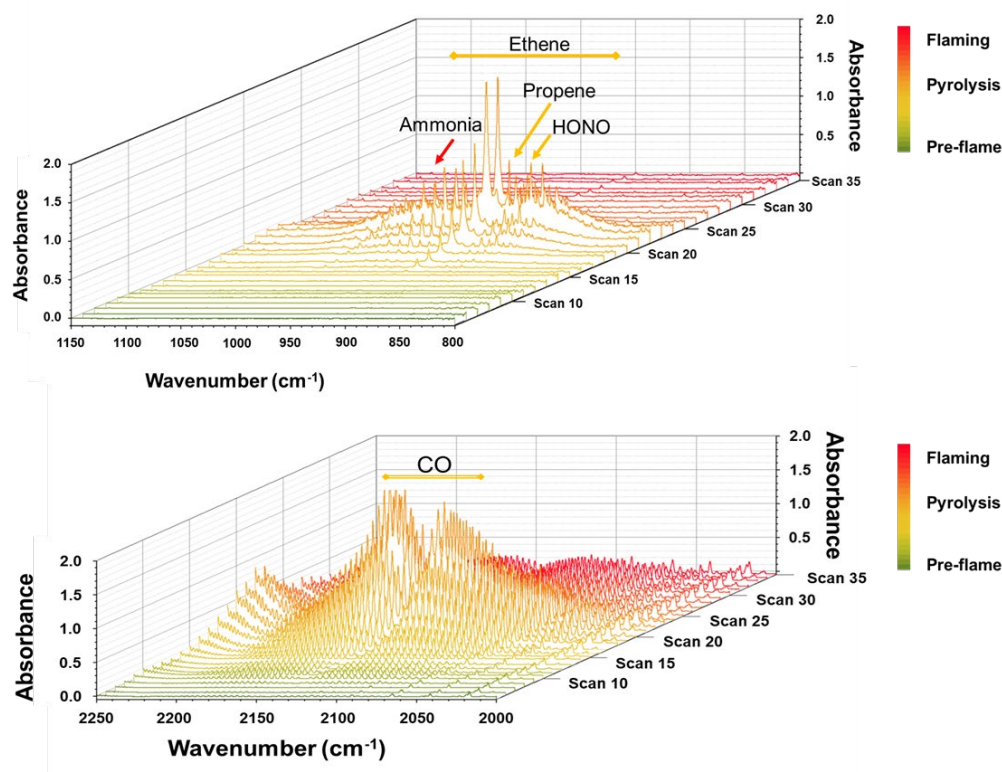 2.0
1.5
1.0
0.5
Absorbance
Ethene
Propene
Ammonia
HONO
Flaming
Pyrolysis
Pre-flame
Scan 35
Scan 30
Scan 25
Scan 20
Scan 15
Scan 10
2.0
1.5
1.0
0.5
0.0
Absorbance
1150 1100 1050 1000 950 900 850 800
Wavenumber (cm-1)
2.0
1.5
1.0
0.5
Absorbance
CO
Flaming
Pyrolysis
Pre-flame
Scan 35
Scan 30
Scan 25
Scan 20
Scan 15
Scan 10
2.0
1.5
1.0
0.5
0.0
Absorbance
2250 2200 2150 2100 2050 2000
Wavenumber (cm-1)